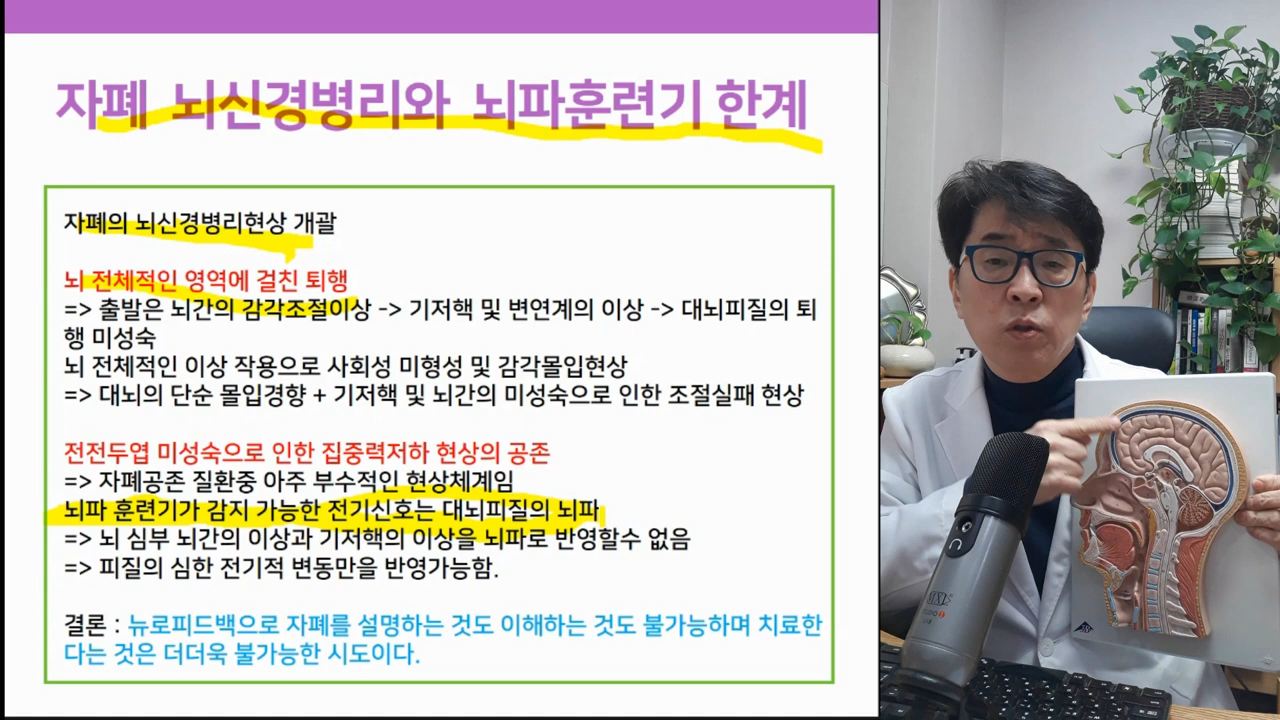 자폐 뇌신경병리와 뇌파훈련기 한계
자폐의 뇌신경병리현상 개괄
뇌 전체적인 영역에 걸친 퇴행
=> 출발은 뇌간의 감각조절이상 -> 기저핵 및 변연계의 이상 -> 대뇌피질의 퇴
행 미성숙
뇌 전체적인 이상 작용으로 사회성 미형성 및 감각몰입현상
=> 대뇌의 단순 몰입경향 + 기저핵 및 뇌간의 미성숙으로 인한 조절실패 현상
전전두엽 미성숙으로 인한 집중력저하 현상의 공존
=> 자폐공존 질환중 아주 부수적인 현상체계임
뇌파 훈련기가 감지 가능한 전기신호는 대뇌피질의 뇌파
=> 뇌 심부 뇌간의 이상과 기저핵의 이상을 뇌파로 반영할수 없음
=> 피질의 심한 전기적 변동만을 반영가능함.
결론 : 뉴로피드백으로 자폐를 설명하는 것도 이해하는 것도 불가능하며 치료한
다는 것은 더더욱 불가능한 시도이다.